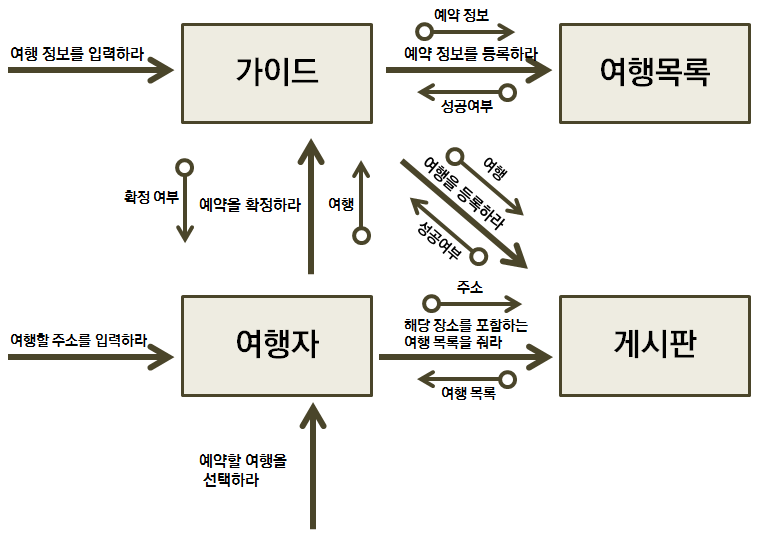 예약 정보
여행 정보를 입력하라
예약 정보를 등록하라
가이드
여행목록
성공여부
여행
여행을 등록하라
확정 여부
예약을 확정하라
여행
성공여부
주소
해당 장소를 포함하는
여행 목록을 줘라
여행할 주소를 입력하라
여행자
게시판
여행 목록
예약할 여행을
선택하라